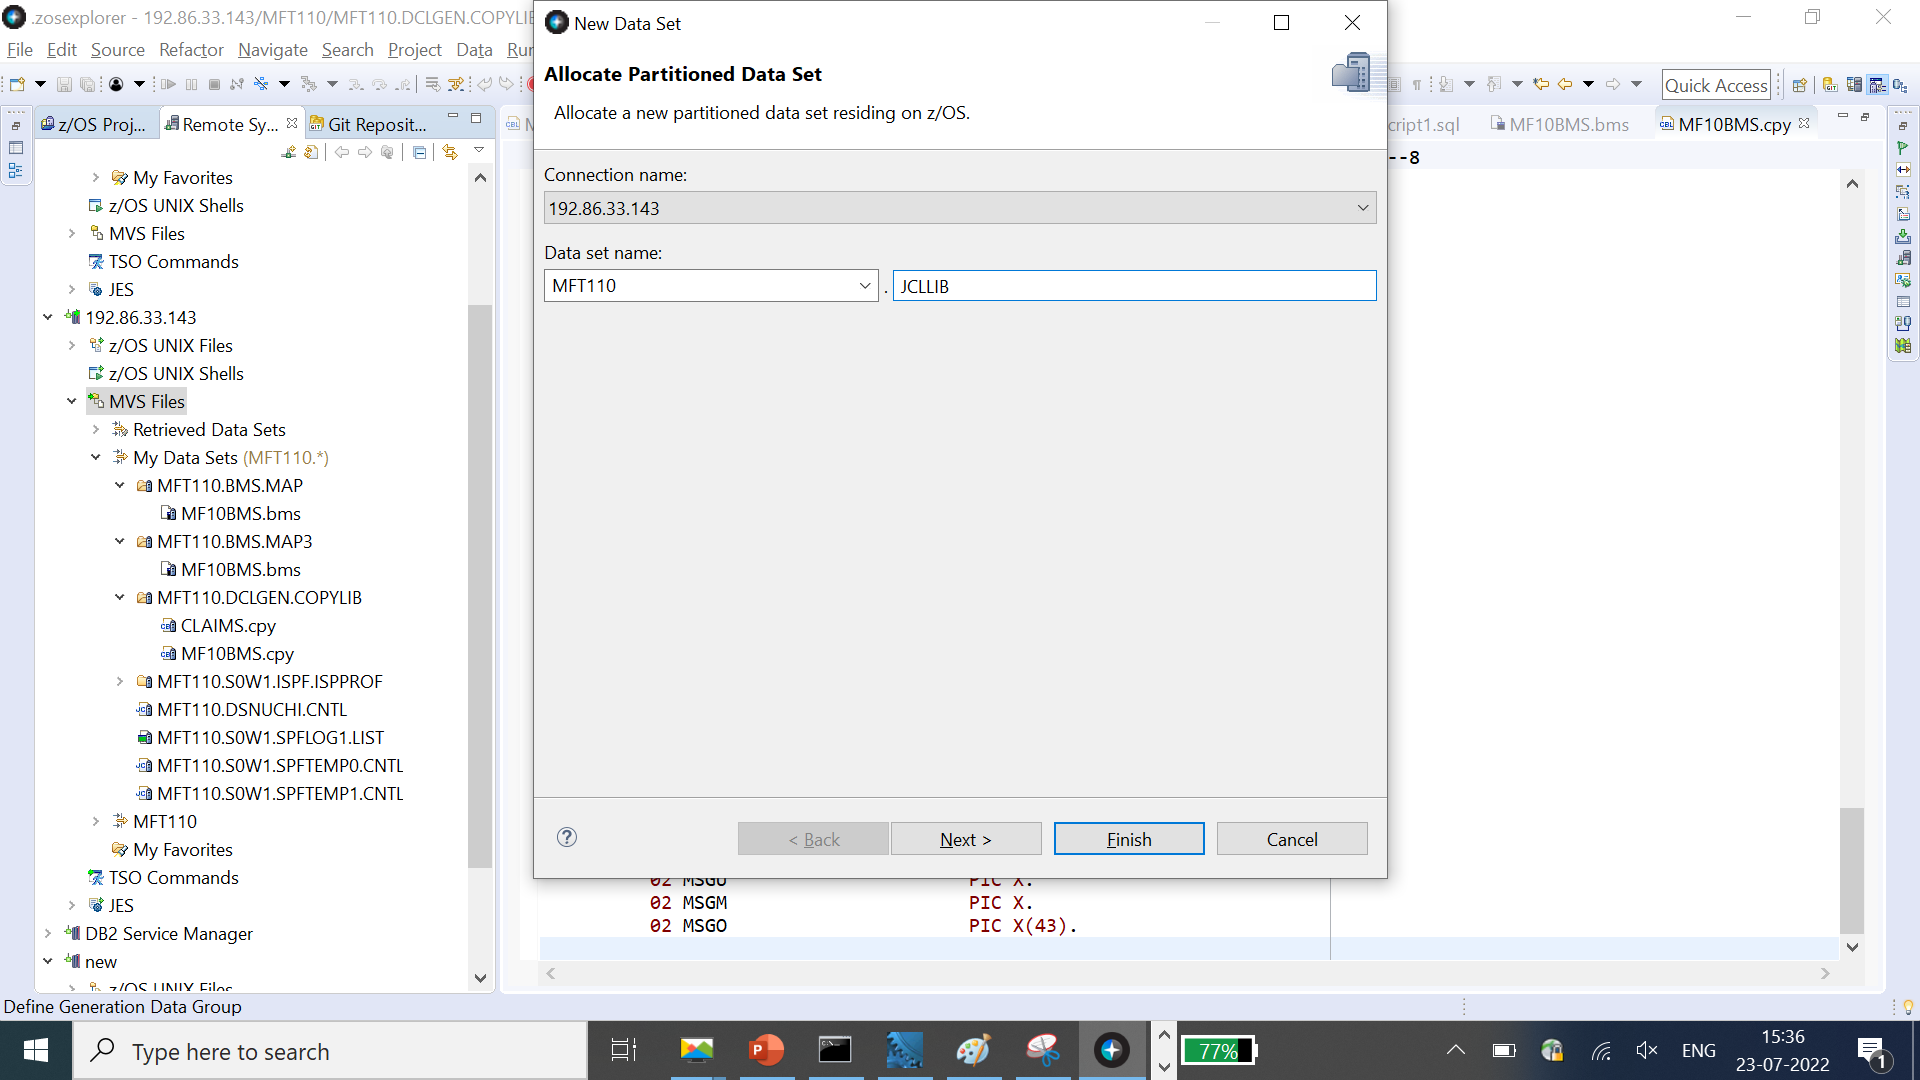 .zosexplorer - 192.86.33.143/MFT110/MFT110.DCLGEN.COPYLIB
File Edit Source Refactor Navigate Search Project Data Run
Quick Access
z/OS Proj...
Remote Sy...
Git Reposit...
cript1.sql
MF10BMS.bms
MF10BMS.cpy
--8
My Favorites
z/OS UNIX Shells
MVS Files
TSO Commands
JES
192.86.33.143
z/OS UNIX Files
z/OS UNIX Shells
MVS Files
Retrieved Data Sets
My Data Sets (MFT110.*)
MFT110.BMS.MAP
MF10BMS.bms
MFT110.BMS.MAP3
MF10BMS.bms
MFT110.DCLGEN.COPYLIB
CLAIMS.cpy
MF10BMS.cpy
MFT110.S0W1.ISPF.ISPPROF
MFT110.DSNUCHI.CNTL
MFT110.S0W1.SPFLOG1.LIST
MFT110.S0W1.SPFTEMP0.CNTL
MFT110.S0W1.SPFTEMP1.CNTL
MFT110
My Favorites
TSO Commands
JES
DB2 Service Manager
new
z/OS UNIX Files
New Data Set
Allocate Partitioned Data Set
Allocate a new partitioned data set residing on z/OS.
Connection name:
192.86.33.143
Data set name:
MFT110 . JCLLIB
< Back
Next >
Finish
Cancel
02 MSGM PIC X.
02 MSGO PIC X(43).
Define Generation Data Group
Type here to search
77%
ENG
15:36
23-07-2022
1